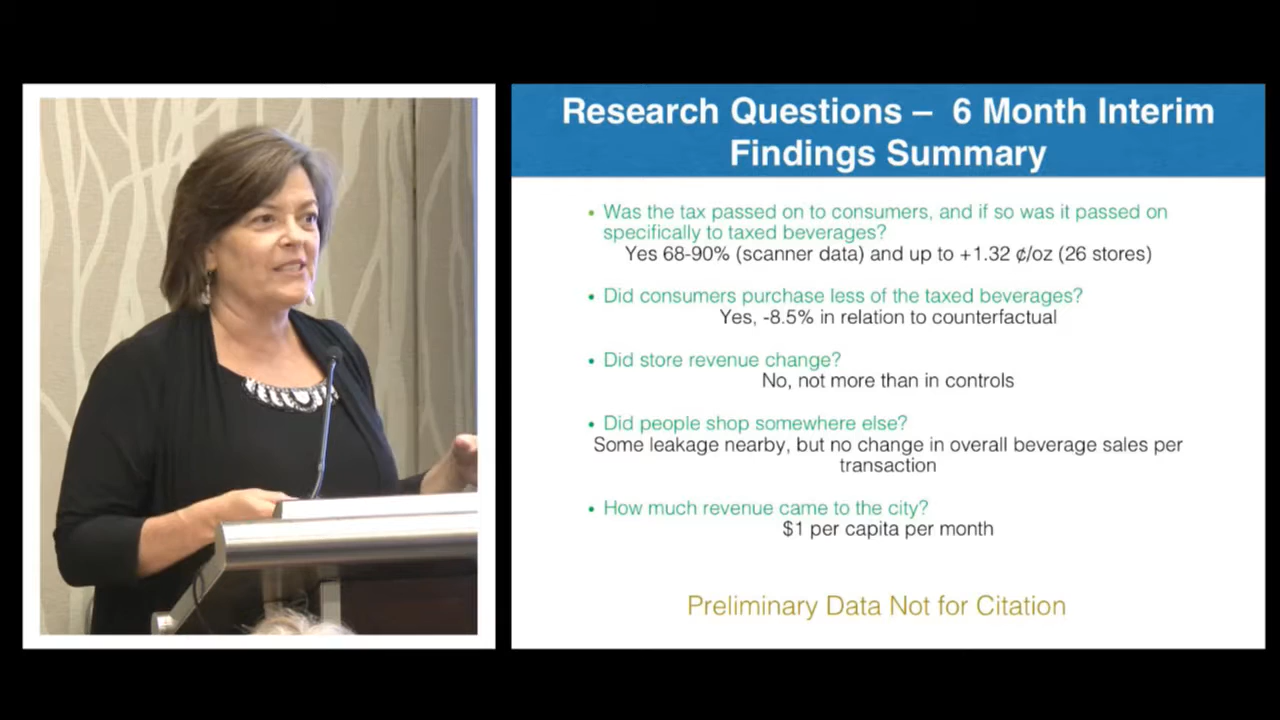 Research Questions – 6 Month Interim
Findings Summary
• Was the tax passed on to consumers, and if so was it passed on
specifically to taxed beverages?
Yes 68-90% (scanner data) and up to +1.32 ¢/oz (26 stores)
• Did consumers purchase less of the taxed beverages?
Yes, -8.5% in relation to counterfactual
• Did store revenue change?
No, not more than in controls
• Did people shop somewhere else?
Some leakage nearby, but no change in overall beverage sales per
transaction
• How much revenue came to the city?
$1 per capita per month
Preliminary Data Not for Citation